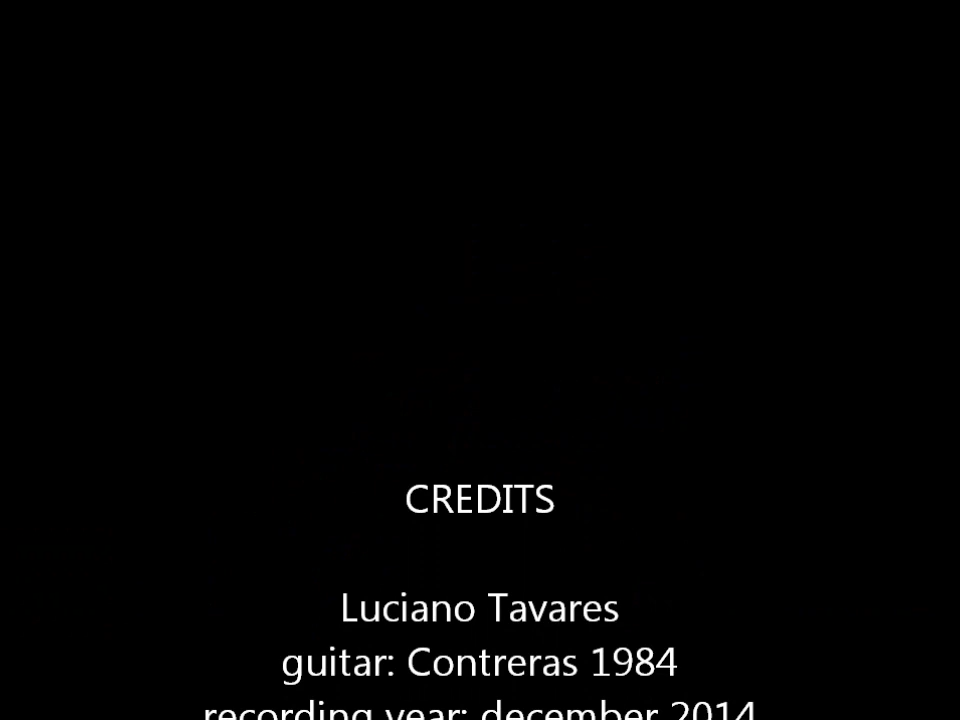 CREDITS
Luciano Tavares
guitar: Contreras 1984
recording year: december 2014